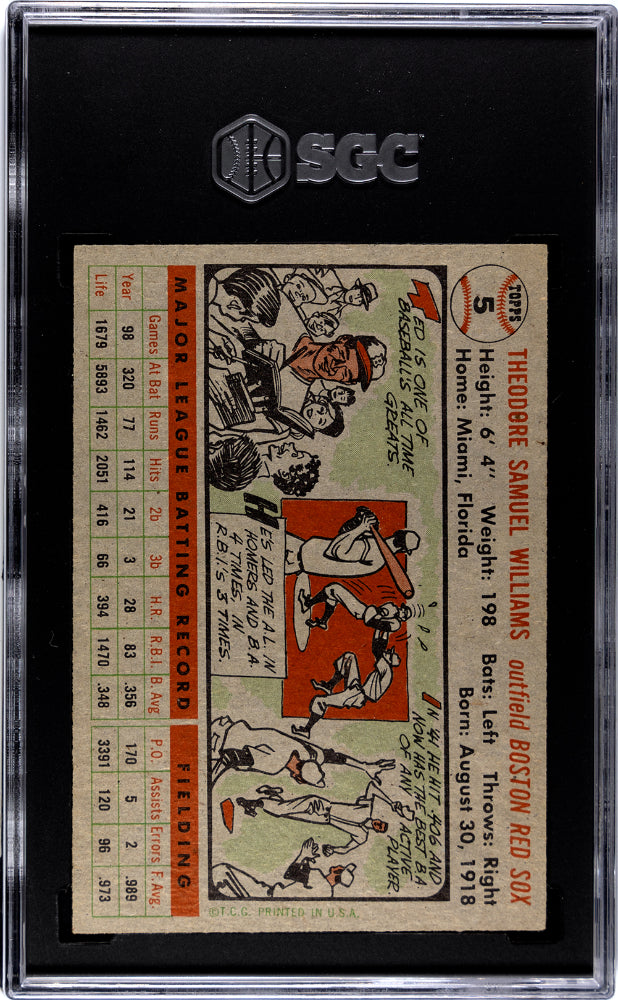 SGC
TOPPS
5
THEODORE SAMUEL WILLIAMS outfield BOSTON RED SOX
Height: 6' 4" Weight: 198 Bats: Left Throws: Right
Home: Miami, Florida Born: August 30, 1918
TED IS ONE OF
BASEBALL'S ALL TIME
GREATS.
HE'S LED THE A.L. IN
HOMERS AND B.A.
4 TIMES, IN
R.B.I.'s 3 TIMES.
IN '41 HE HIT .406 AND
NOW HAS THE BEST B.A.
OF ANY ACTIVE
PLAYER.
©T.C.G. PRINTED IN U.S.A.
MAJOR LEAGUE BATTING RECORD FIELDING
Games At Bat Runs Hits 2b 3b H.R. R.B.I. B. Avg P.O. Assists Errors F. Avg.
Year 98 320 77 114 21 3 28 83 .356 170 5 2 .989
Life 1679 5893 1462 2051 416 66 394 1470 .348 3391 120 96 .973